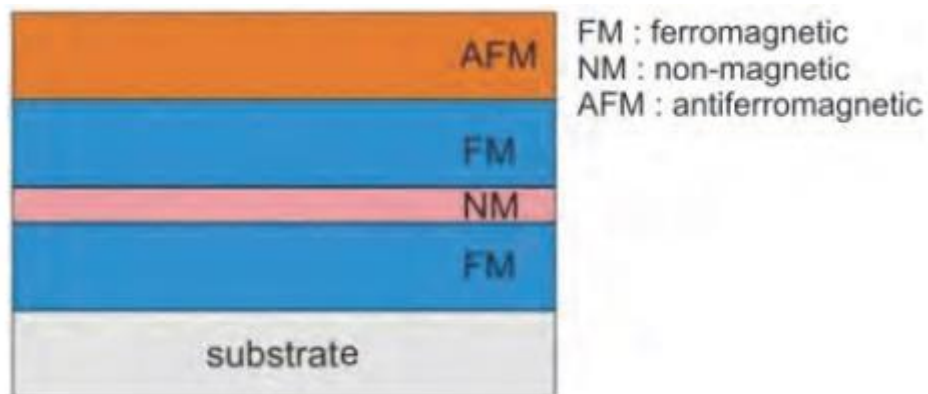 AFM
FM
NM
FM
substrate
FM : ferromagnetic
NM : non-magnetic
AFM : antiferromagnetic